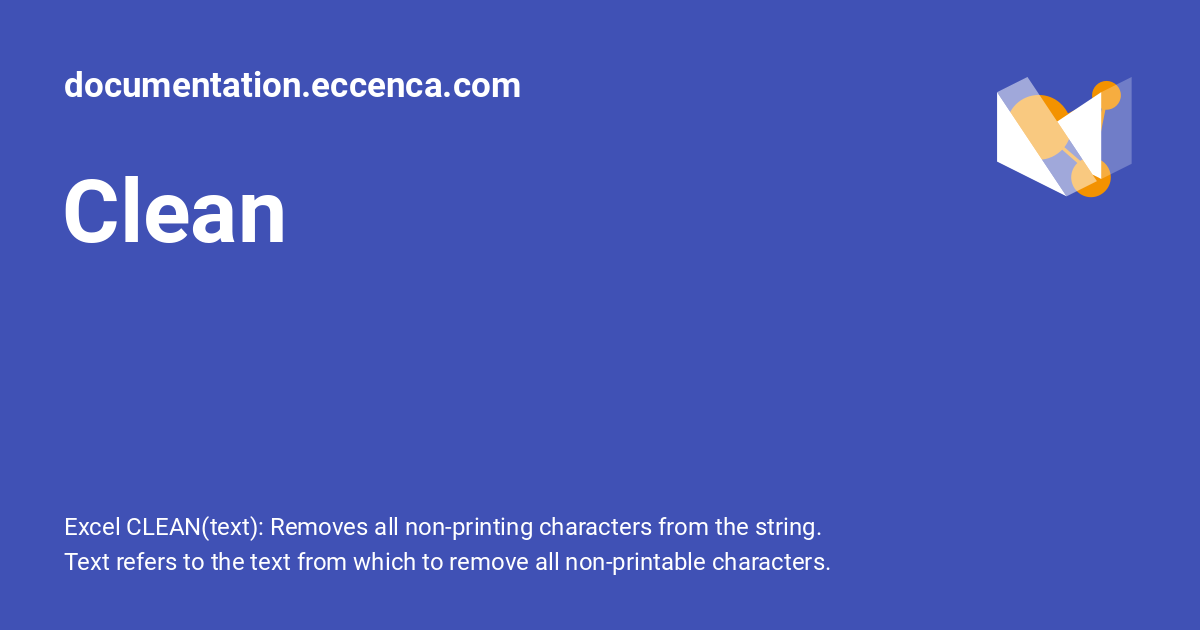 documentation.eccenca.com
Clean
Excel CLEAN(text): Removes all non-printing characters from the string.
Text refers to the text from which to remove all non-printable characters.